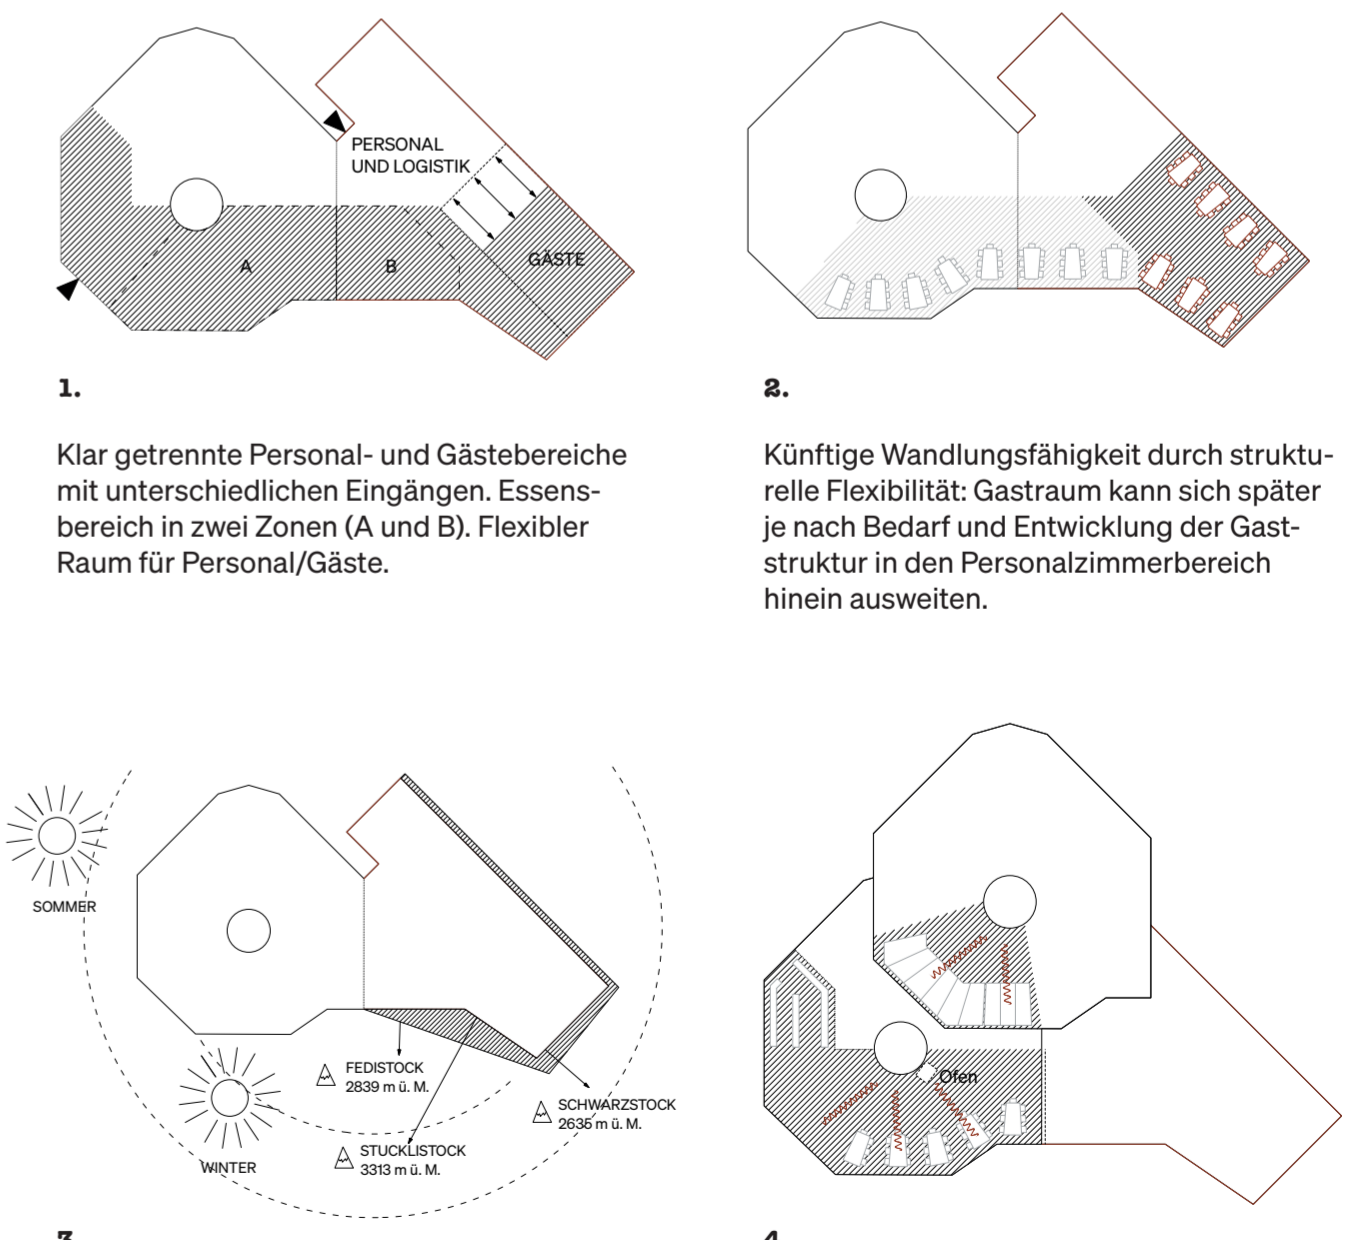 PERSONAL
UND LOGISTIK
A
B
GÄSTE
1.
Klar getrennte Personal- und Gästebereiche
mit unterschiedlichen Eingängen. Essens-
bereich in zwei Zonen (A und B). Flexibler
Raum für Personal/Gäste.
2.
Künftige Wandlungsfähigkeit durch struktu-
relle Flexibilität: Gastraum kann sich später
je nach Bedarf und Entwicklung der Gast-
struktur in den Personalzimmerbereich
hinein ausweiten.
SOMMER
WINTER
FEDISTOCK
2839 m ü. M.
STUCKLISTOCK
3313 m ü. M.
SCHWARZSTOCK
2635 m ü. M.
3.
Ofen
4.